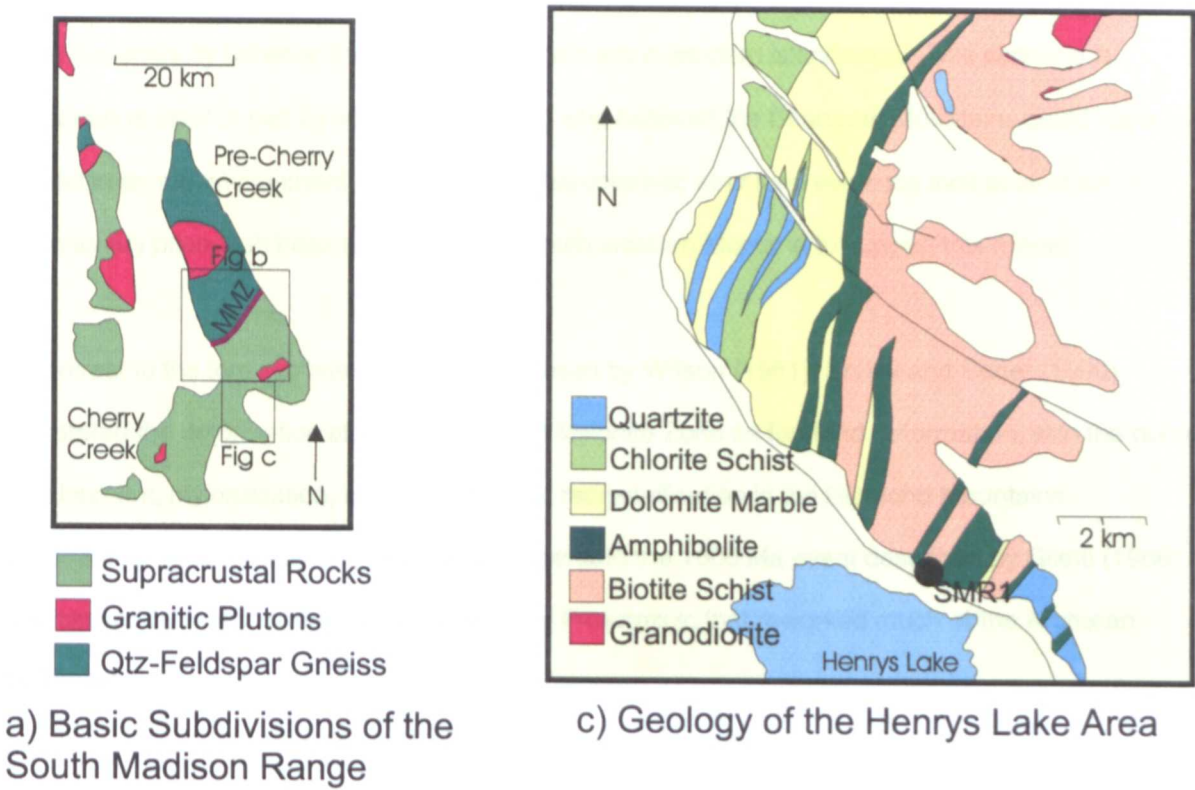 20 km
Pre-Cherry
Creek
Fig b
MMZ
Cherry
Creek
Fig c
N
Supracrustal Rocks
Granitic Plutons
Qtz-Feldspar Gneiss
a) Basic Subdivisions of the
South Madison Range
N
Quartzite
Chlorite Schist
Dolomite Marble
Amphibolite
Biotite Schist
Granodiorite
2 km
SMR1
Henrys Lake
c) Geology of the Henrys Lake Area